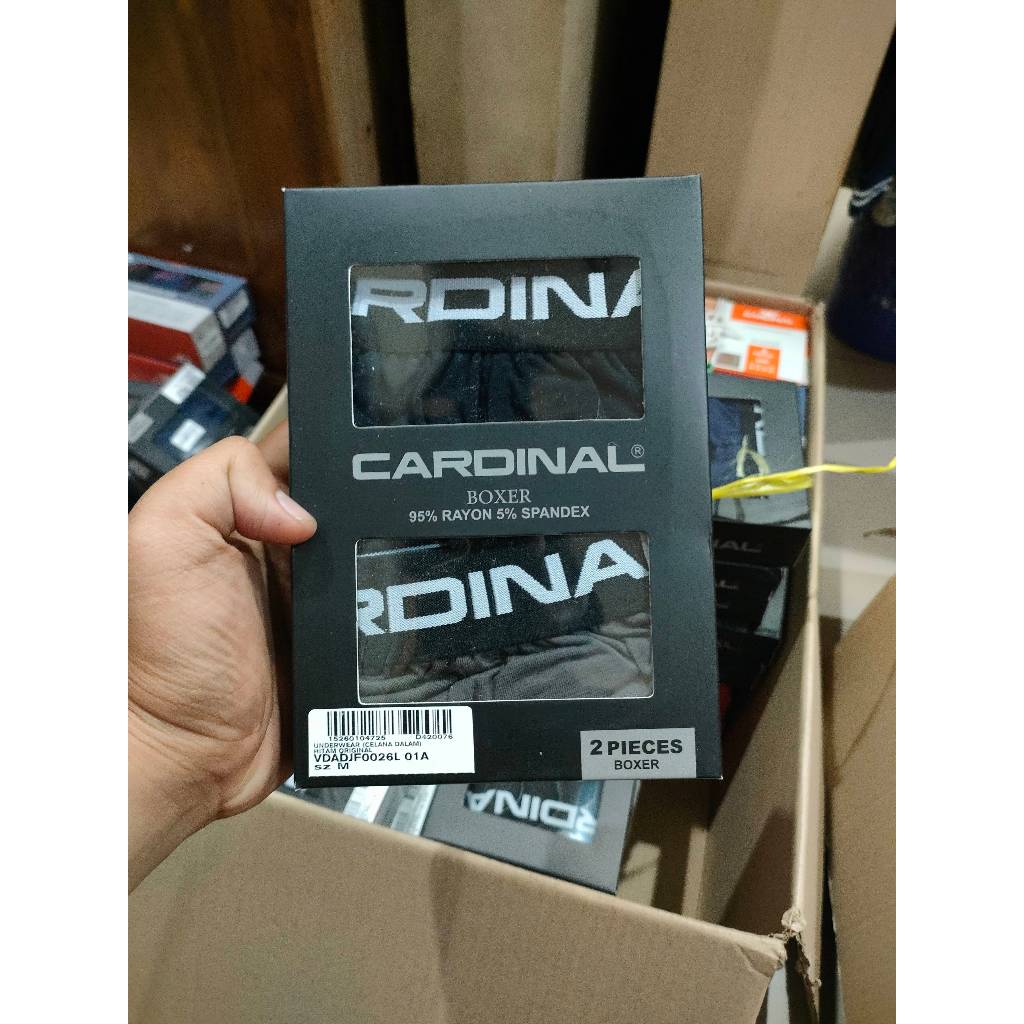 RDINA
CARDINAL®
BOXER
95% RAYON 5% SPANDEX
RDINA
15260104725 D420076
UNDERWEAR (CELANA DALAM)
HITAM ORIGINAL
VDADJF0026L 01A
SZ M
2 PIECES
BOXER
RDINA